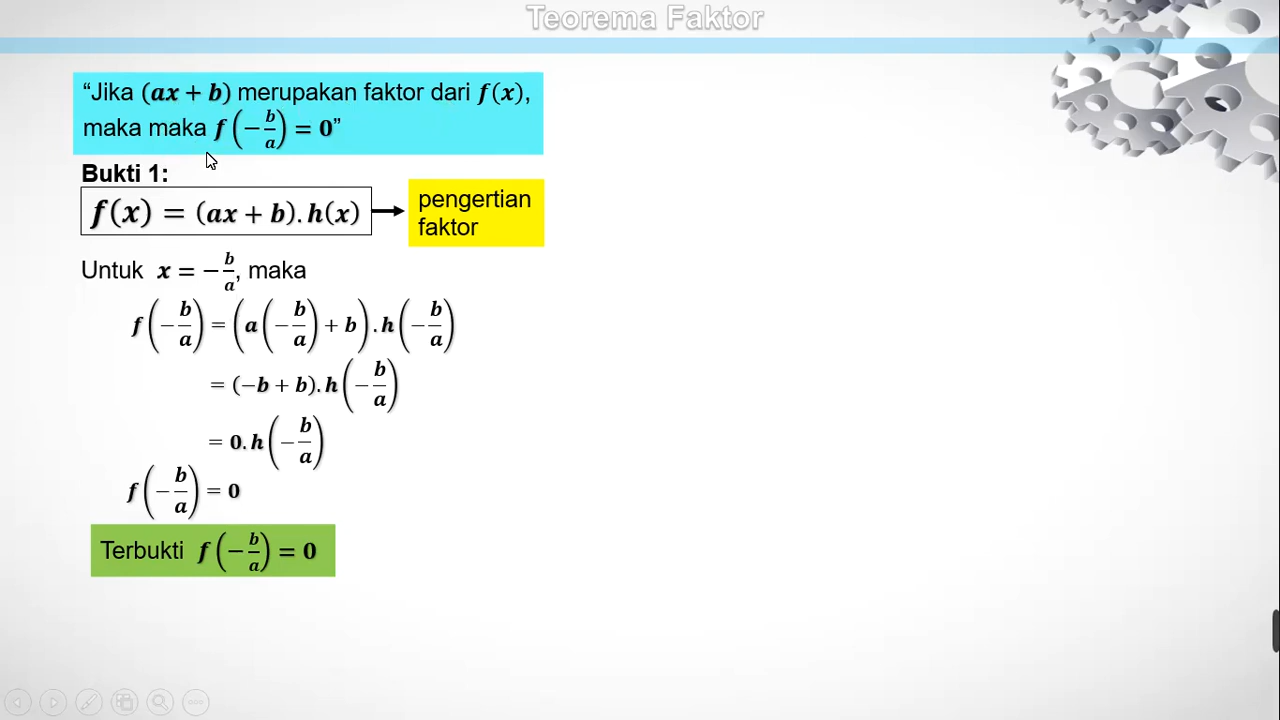 Teorema Faktor
“Jika (ax + b) merupakan faktor dari f(x),
maka maka f(−b/a) = 0”
Bukti 1:
f(x) = (ax + b). h(x)
pengertian
faktor
Untuk x = −b/a, maka
f(−b/a) = (a(−b/a) + b). h(−b/a)
= (−b + b). h(−b/a)
= 0. h(−b/a)
f(−b/a) = 0
Terbukti f(−b/a) = 0